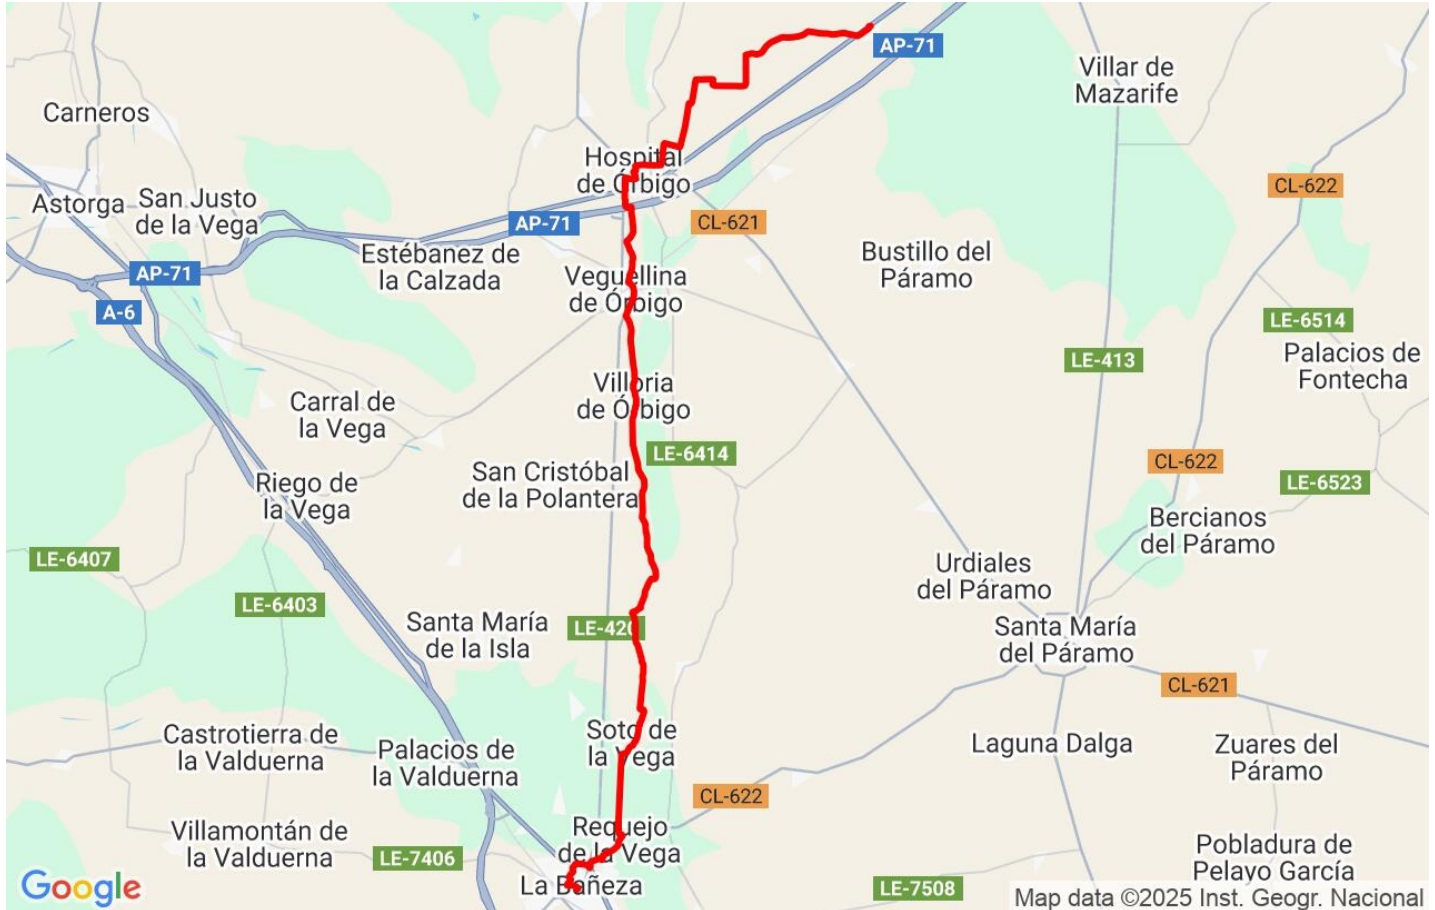 AP-71
Villar de
Mazarife
Carneros
Hospital
de Órbigo
CL-622
Astorga
San Justo
de la Vega
AP-71
CL-621
Estébanez de
la Calzada
Bustillo del
Páramo
AP-71
Veguellina
de Órbigo
A-6
LE-6514
LE-413
Palacios de
Fontecha
Villoria
de Órbigo
Carral de
la Vega
LE-6414
CL-622
San Cristóbal
de la Polantera
Riego de
la Vega
LE-6523
Bercianos
del Páramo
LE-6407
Urdiales
del Páramo
LE-6403
Santa María
de la Isla
LE-420
Santa María
del Páramo
CL-621
Castrotierra de
la Valduerna
Palacios de
la Valduerna
Soto de
la Vega
Laguna Dalga
Zuares del
Páramo
CL-622
Villamontán de
la Valduerna
LE-7406
Requejo
de la Vega
Pobladura de
Pelayo García
La Bañeza
LE-7508
Google
Map data ©2025 Inst. Geogr. Nacional